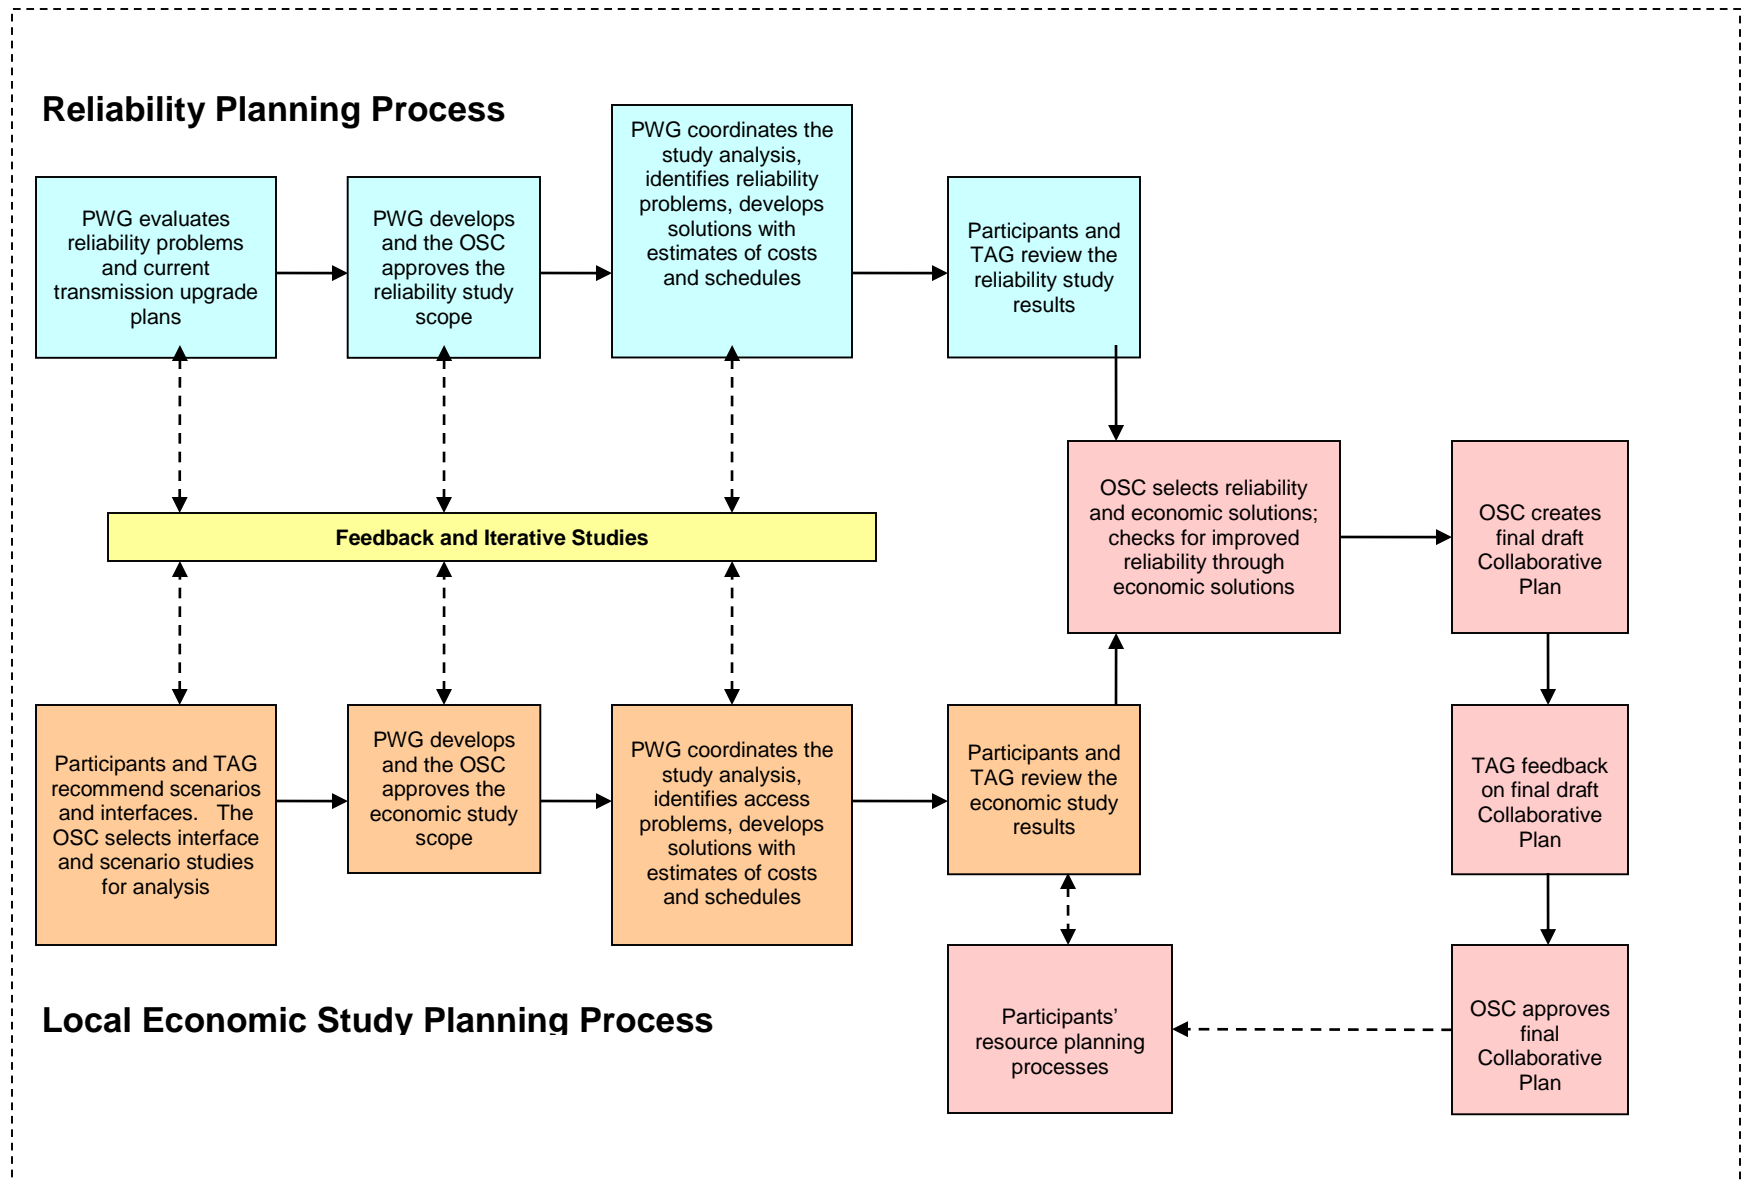 Reliability Planning Process
PWG evaluates
reliability problems
and current
transmission upgrade
plans
PWG develops
and the OSC
approves the
reliability study
scope
PWG coordinates the
study analysis,
identifies reliability
problems, develops
solutions with
estimates of costs
and schedules
Participants and
TAG review the
reliability study
results
Feedback and Iterative Studies
OSC selects reliability
and economic solutions;
checks for improved
reliability through
economic solutions
OSC creates
final draft
Collaborative
Plan
Participants and TAG
recommend scenarios
and interfaces. The
OSC selects interface
and scenario studies
for analysis
PWG develops
and the OSC
approves the
economic study
scope
PWG coordinates the
study analysis,
identifies access
problems, develops
solutions with
estimates of costs
and schedules
Participants and
TAG review the
economic study
results
TAG feedback
on final draft
Collaborative
Plan
Local Economic Study Planning Process
Participants’
resource planning
processes
OSC approves
final
Collaborative
Plan